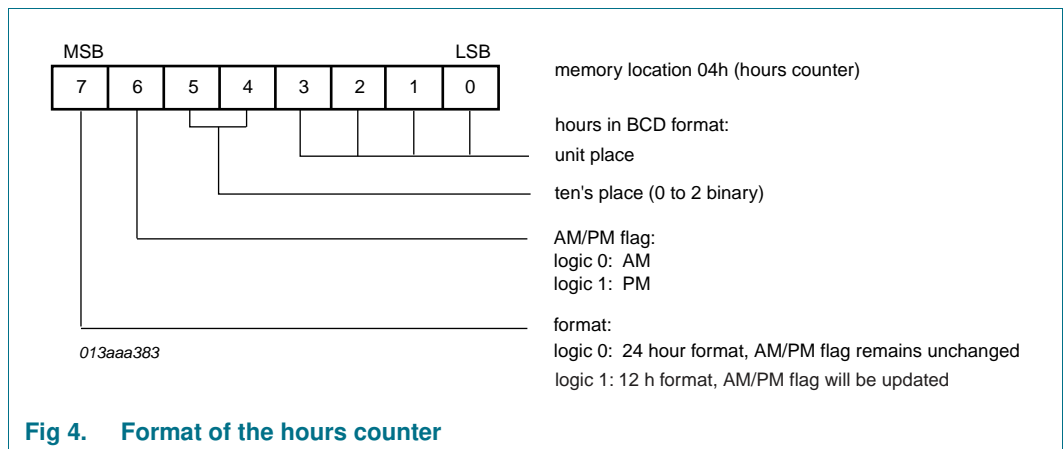 MSB LSB
7 6 5 4 3 2 1 0
memory location 04h (hours counter)
hours in BCD format:
unit place
ten's place (0 to 2 binary)
AM/PM flag:
logic 0: AM
logic 1: PM
format:
logic 0: 24 hour format, AM/PM flag remains unchanged
logic 1: 12 h format, AM/PM flag will be updated
013aaa383
Fig 4. Format of the hours counter